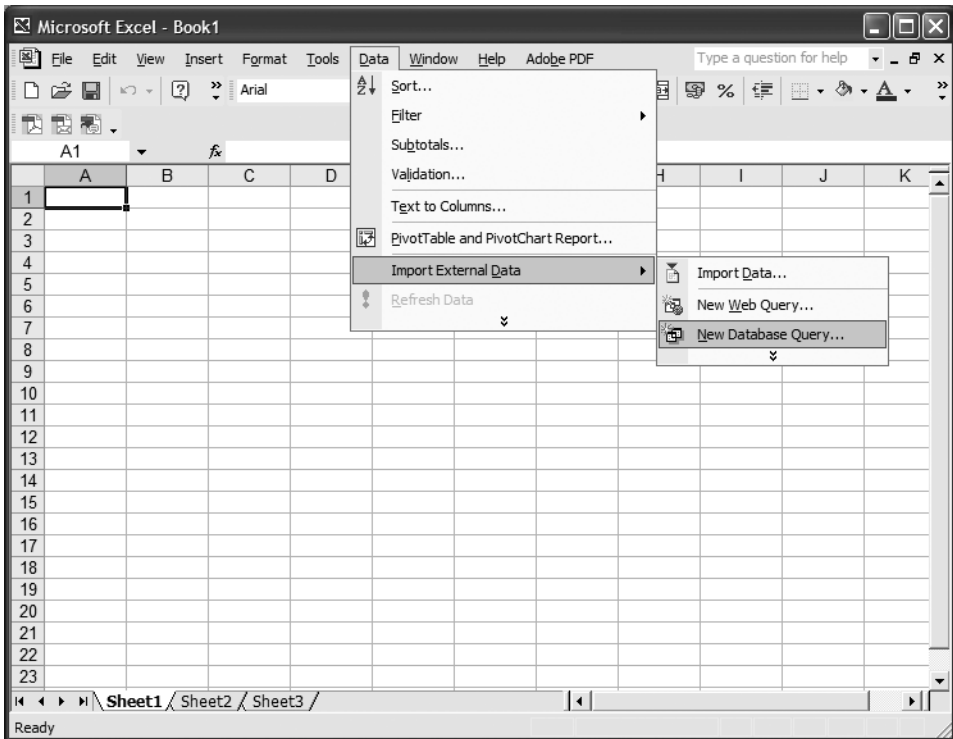 Microsoft Excel - Book1
File Edit View Insert Format Tools Data Window Help Adobe PDF Type a question for help
Arial %
A1 fx
Sort...
Filter
Subtotals...
Validation...
Text to Columns...
PivotTable and PivotChart Report...
Import External Data
Refresh Data
Import Data...
New Web Query...
New Database Query...
A B C D H I J K
1
2
3
4
5
6
7
8
9
10
11
12
13
14
15
16
17
18
19
20
21
22
23
Sheet1 Sheet2 Sheet3
Ready